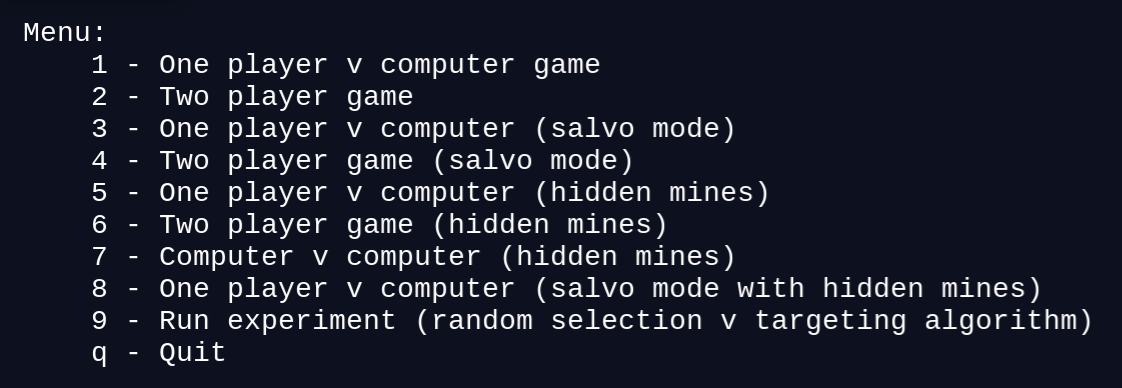 Menu:
1 - One player v computer game
2 - Two player game
3 - One player v computer (salvo mode)
4 - Two player game (salvo mode)
5 - One player v computer (hidden mines)
6 - Two player game (hidden mines)
7 - Computer v computer (hidden mines)
8 - One player v computer (salvo mode with hidden mines)
9 - Run experiment (random selection v targeting algorithm)
q - Quit